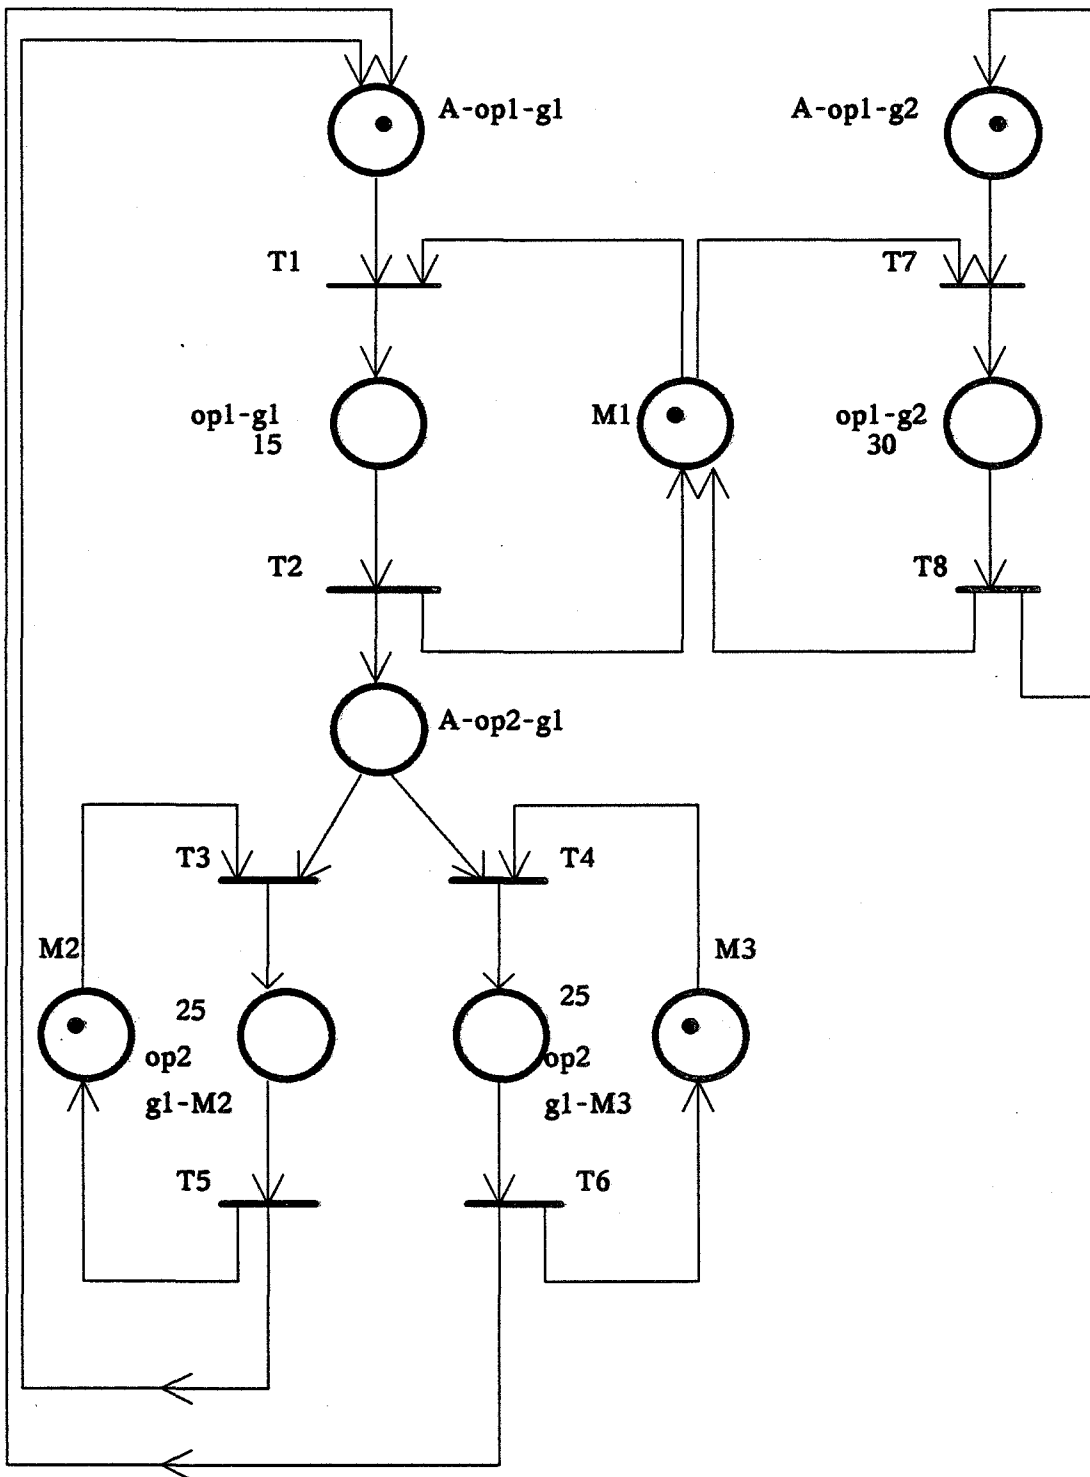 A-op1-g1
A-op1-g2
T1
T7
op1-g1
15
M1
op1-g2
30
T2
T8
A-op2-g1
T3
T4
M2
M3
25
op2
g1-M2
25
op2
g1-M3
T5
T6